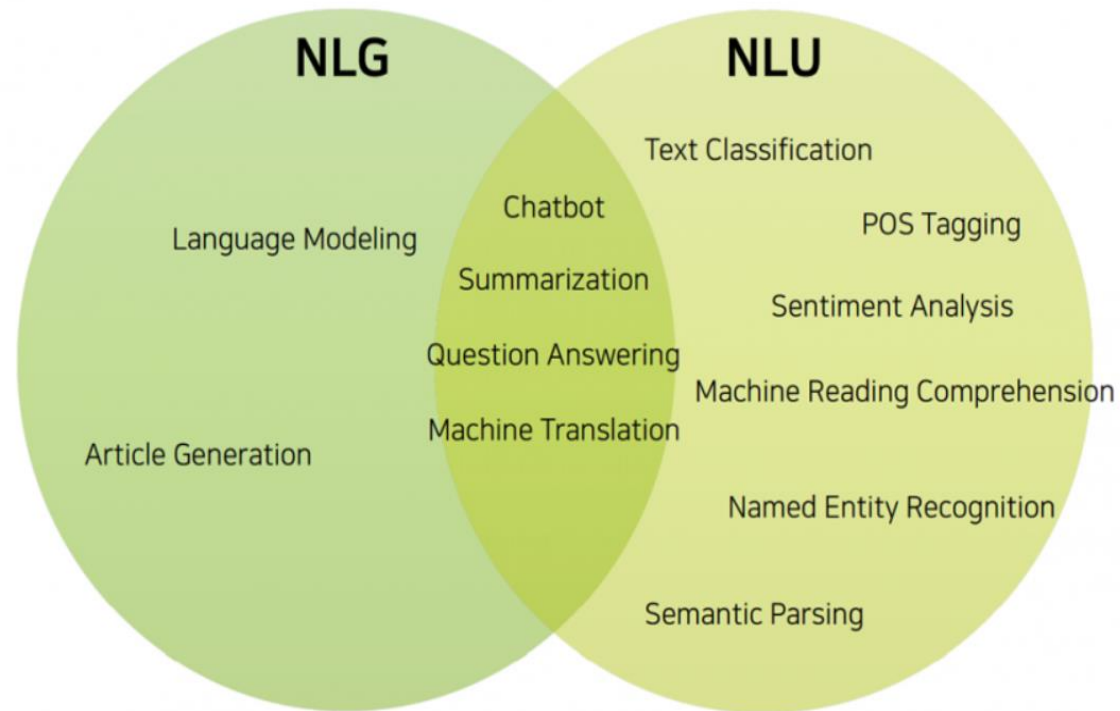 NLG
NLU
Text Classification
Chatbot
POS Tagging
Language Modeling
Summarization
Sentiment Analysis
Question Answering
Machine Reading Comprehension
Machine Translation
Article Generation
Named Entity Recognition
Semantic Parsing